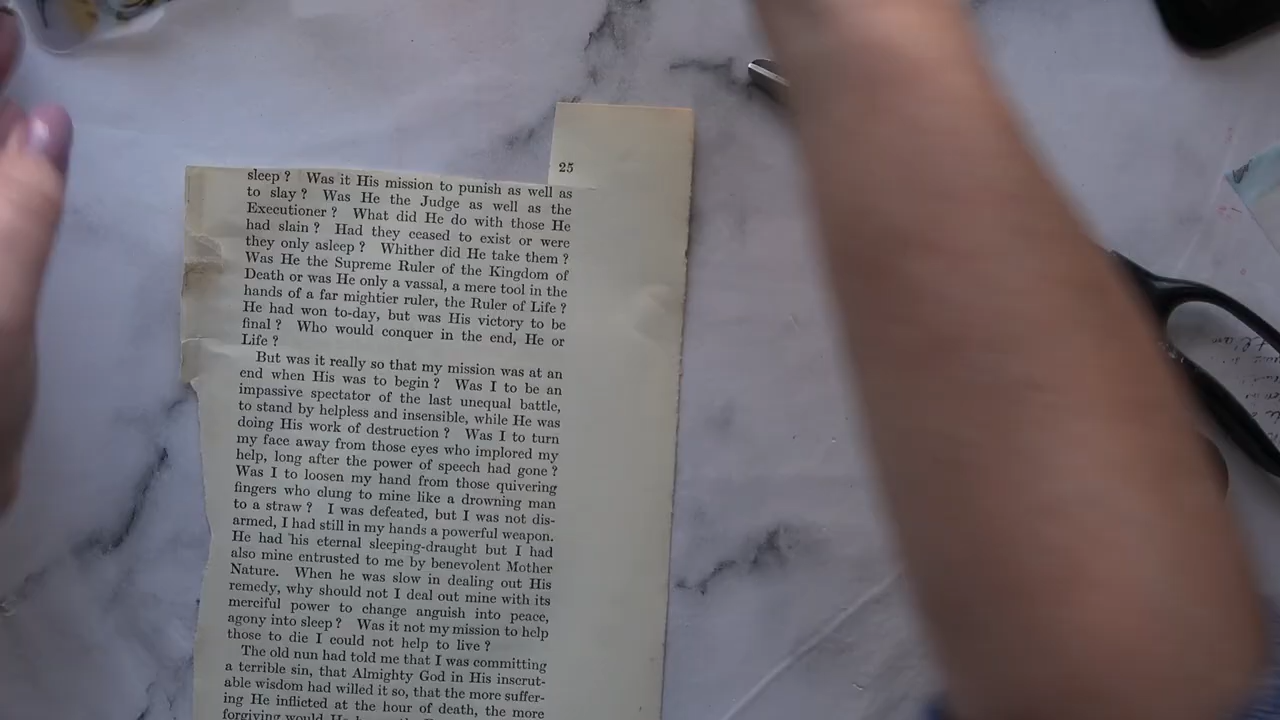 25
sleep ? Was it His mission to punish as well as
to slay ? Was He the Judge as well as the
Executioner ? What did He do with those He
had slain ? Had they ceased to exist or were
they only asleep ? Whither did He take them ?
Was He the Supreme Ruler of the Kingdom of
Death or was He only a vassal, a mere tool in the
hands of a far mightier ruler, the Ruler of Life ?
He had won to-day, but was His victory to be
final ? Who would conquer in the end, He or
Life ?
But was it really so that my mission was at an
end when His was to begin ? Was I to be an
impassive spectator of the last unequal battle,
to stand by helpless and insensible, while He was
doing His work of destruction ? Was I to turn
my face away from those eyes who implored my
help, long after the power of speech had gone ?
Was I to loosen my hand from those quivering
fingers who clung to mine like a drowning man
to a straw ? I was defeated, but I was not dis-
armed, I had still in my hands a powerful weapon.
He had his eternal sleeping-draught but I had
also mine entrusted to me by benevolent Mother
Nature. When he was slow in dealing out His
remedy, why should not I deal out mine with its
merciful power to change anguish into peace,
agony into sleep ? Was it not my mission to help
those to die I could not help to live ?
The old nun had told me that I was committing
a terrible sin, that Almighty God in His inscrut-
able wisdom had willed it so, that the more suffer-
ing He inflicted at the hour of death, the more
forgiving would He